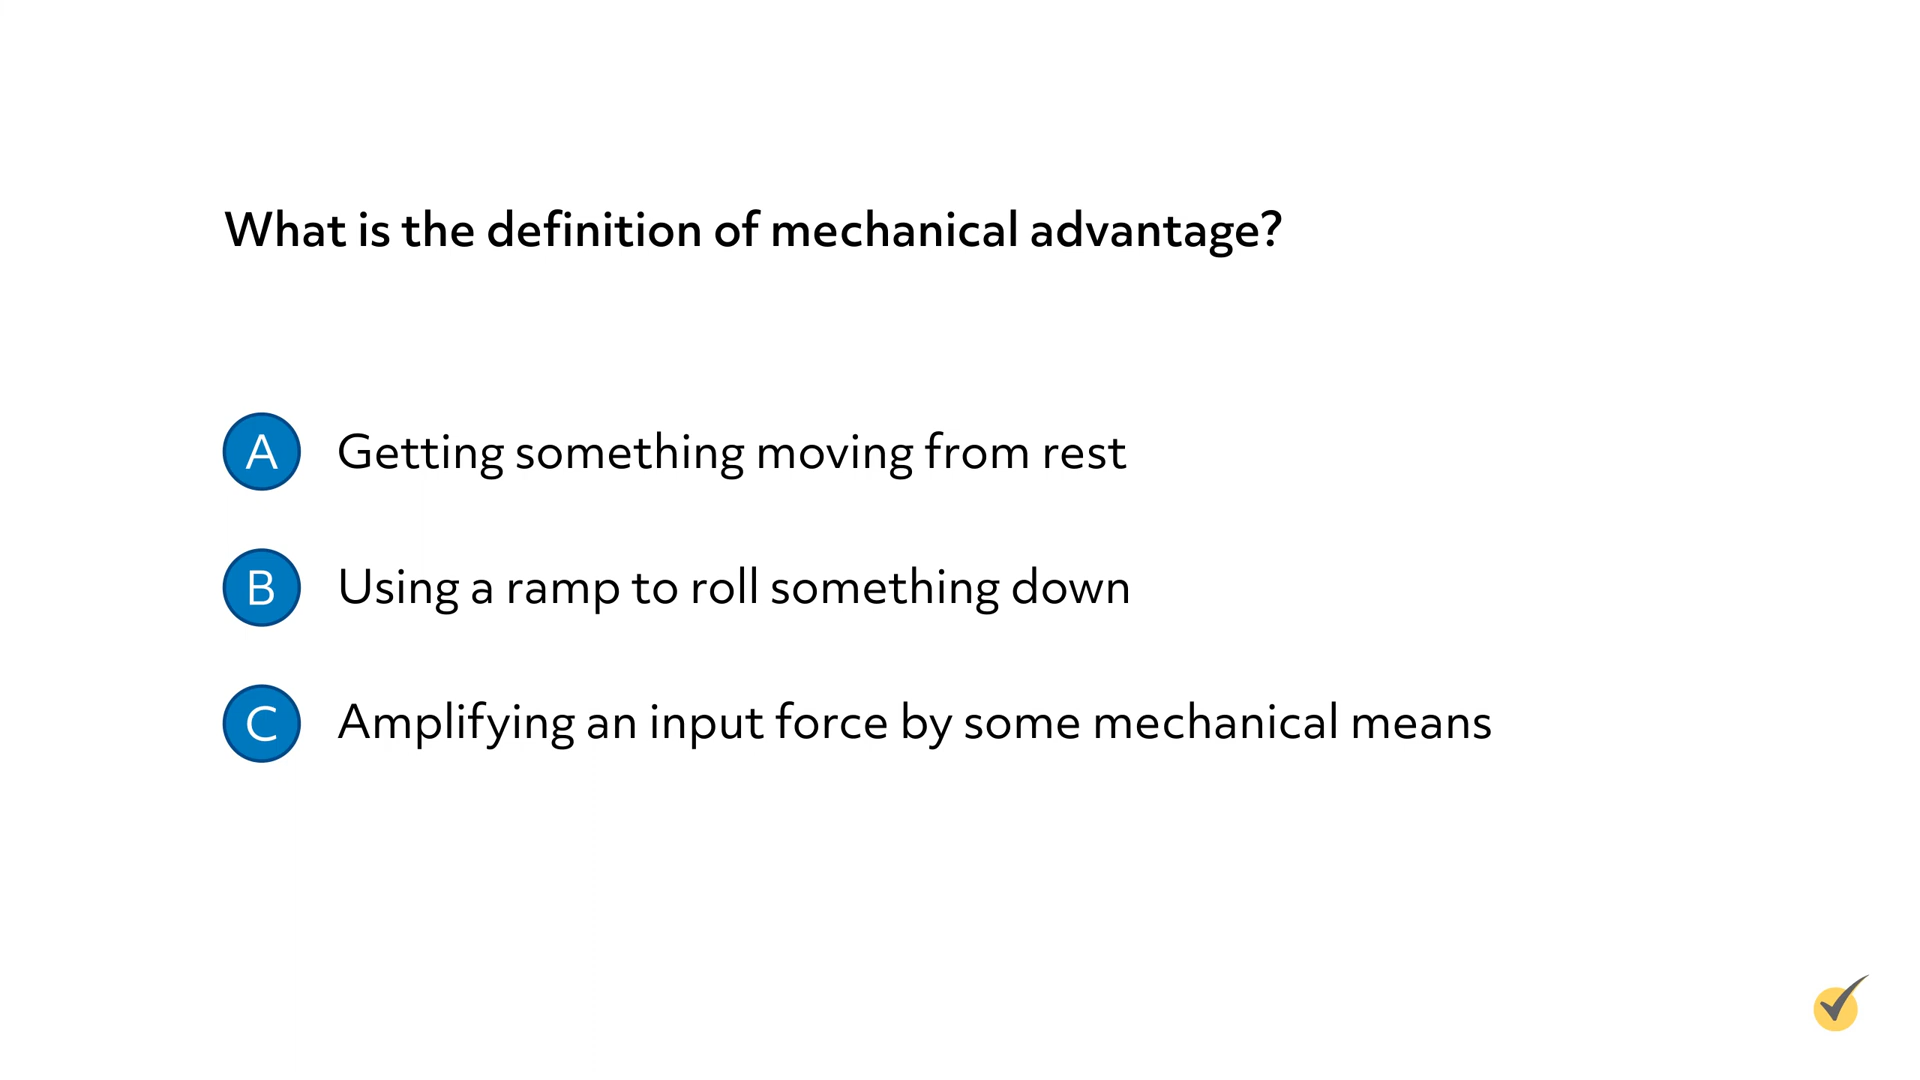 What is the definition of mechanical advantage?
A Getting something moving from rest
B Using a ramp to roll something down
C Amplifying an input force by some mechanical means